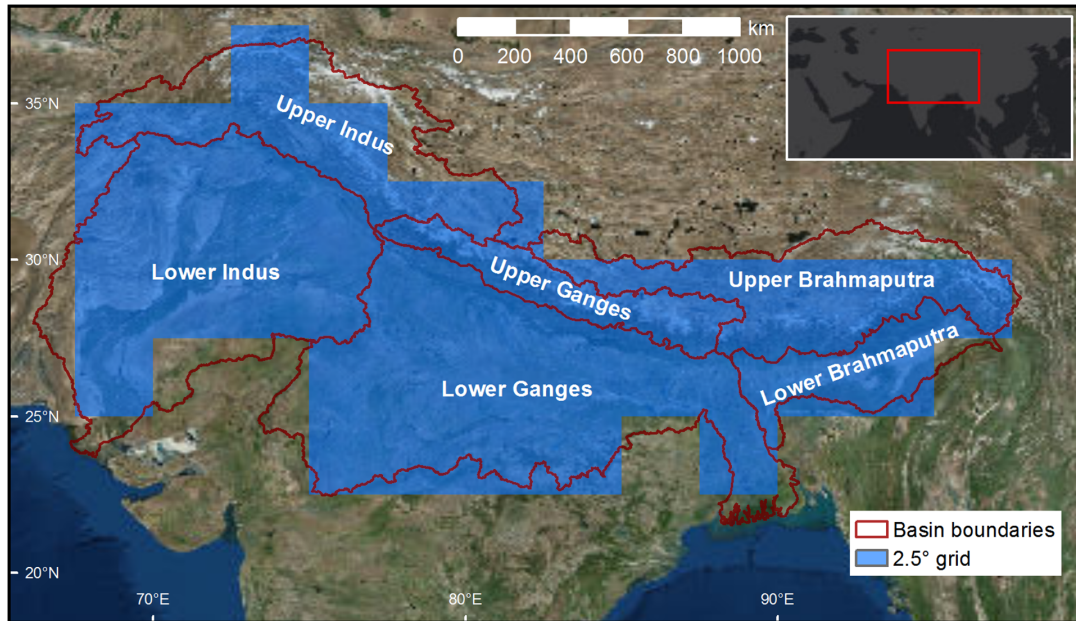 km
0 200 400 600 800 1000
35°N
Upper Indus
30°N
Lower Indus
Upper Ganges
Upper Brahmaputra
Lower Brahmaputra
Lower Ganges
25°N
Basin boundaries
2.5° grid
20°N
70°E 80°E 90°E